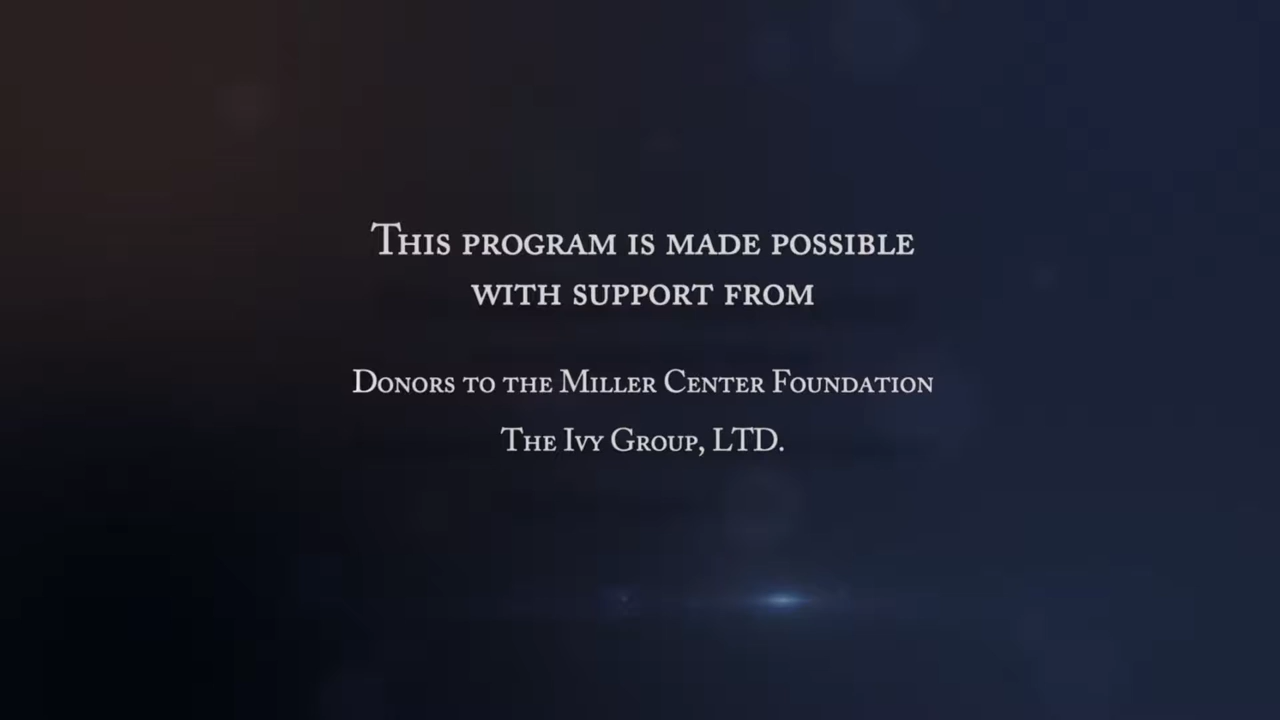 This program is made possible
with support from
Donors to the Miller Center Foundation
The Ivy Group, LTD.